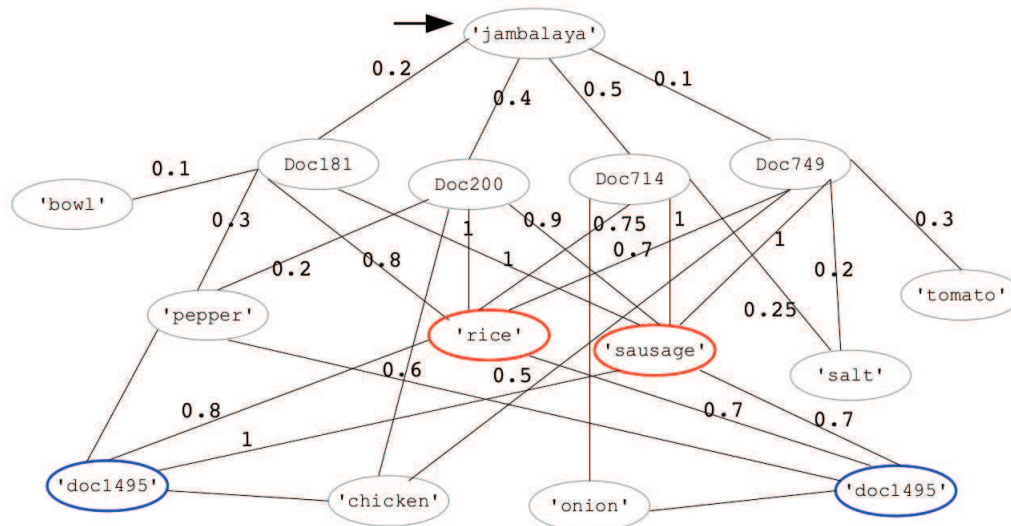 'jambalaya'
0.2
0.4
0.5
0.1
Doc181
Doc200
Doc714
Doc749
0.1
'bowl'
0.3
0.2
0.8
1
1
0.9
0.75
0.7
1
1
0.2
0.3
0.25
'pepper'
'rice'
'sausage'
'tomato'
'salt'
0.8
1
0.6
0.5
0.7
0.7
'doc1495'
'chicken'
'onion'
'doc1495'